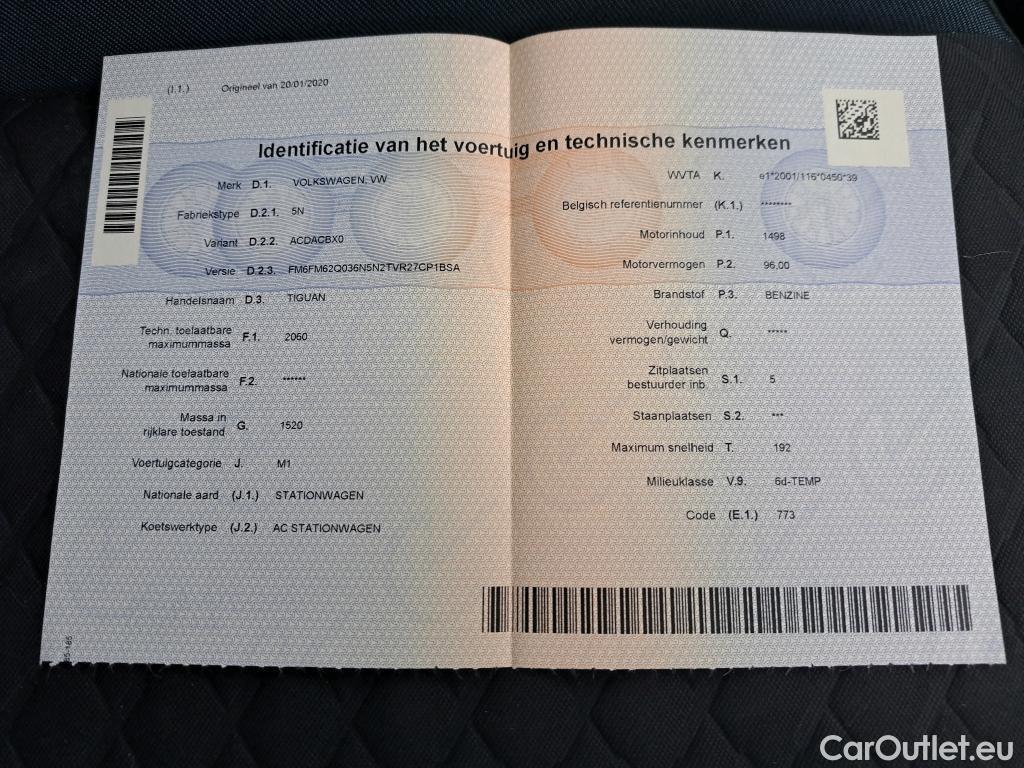 (I.1.) Origineel van 20/01/2020
Identificatie van het voertuig en technische kenmerken
Merk D.1. VOLKSWAGEN, VW
Fabriekstype D.2.1. 5N
Variant D.2.2. ACDACBX0
Versie D.2.3. FM6FM62Q036N5N2TVR27CP1BSA
Handelsnaam D.3. TIGUAN
Techn. toelaatbare
maximummassa F.1. 2060
Nationale toelaatbare
maximummassa F.2. ******
Massa in
rijklare toestand G. 1520
Voertuigcategorie J. M1
Nationale aard (J.1.) STATIONWAGEN
Koetswerktype (J.2.) AC STATIONWAGEN
WVTA K. e1*2001/116*0450*39
Belgisch referentienummer (K.1.) ********
Motorinhoud P.1. 1498
Motorvermogen P.2. 96,00
Brandstof P.3. BENZINE
Verhouding
vermogen/gewicht Q. *****
Zitplaatsen
bestuurder inb. S.1. 5
Staanplaatsen S.2. ***
Maximum snelheid T. 192
Milieuklasse V.9. 6d-TEMP
Code (E.1.) 773
CarOutlet.eu